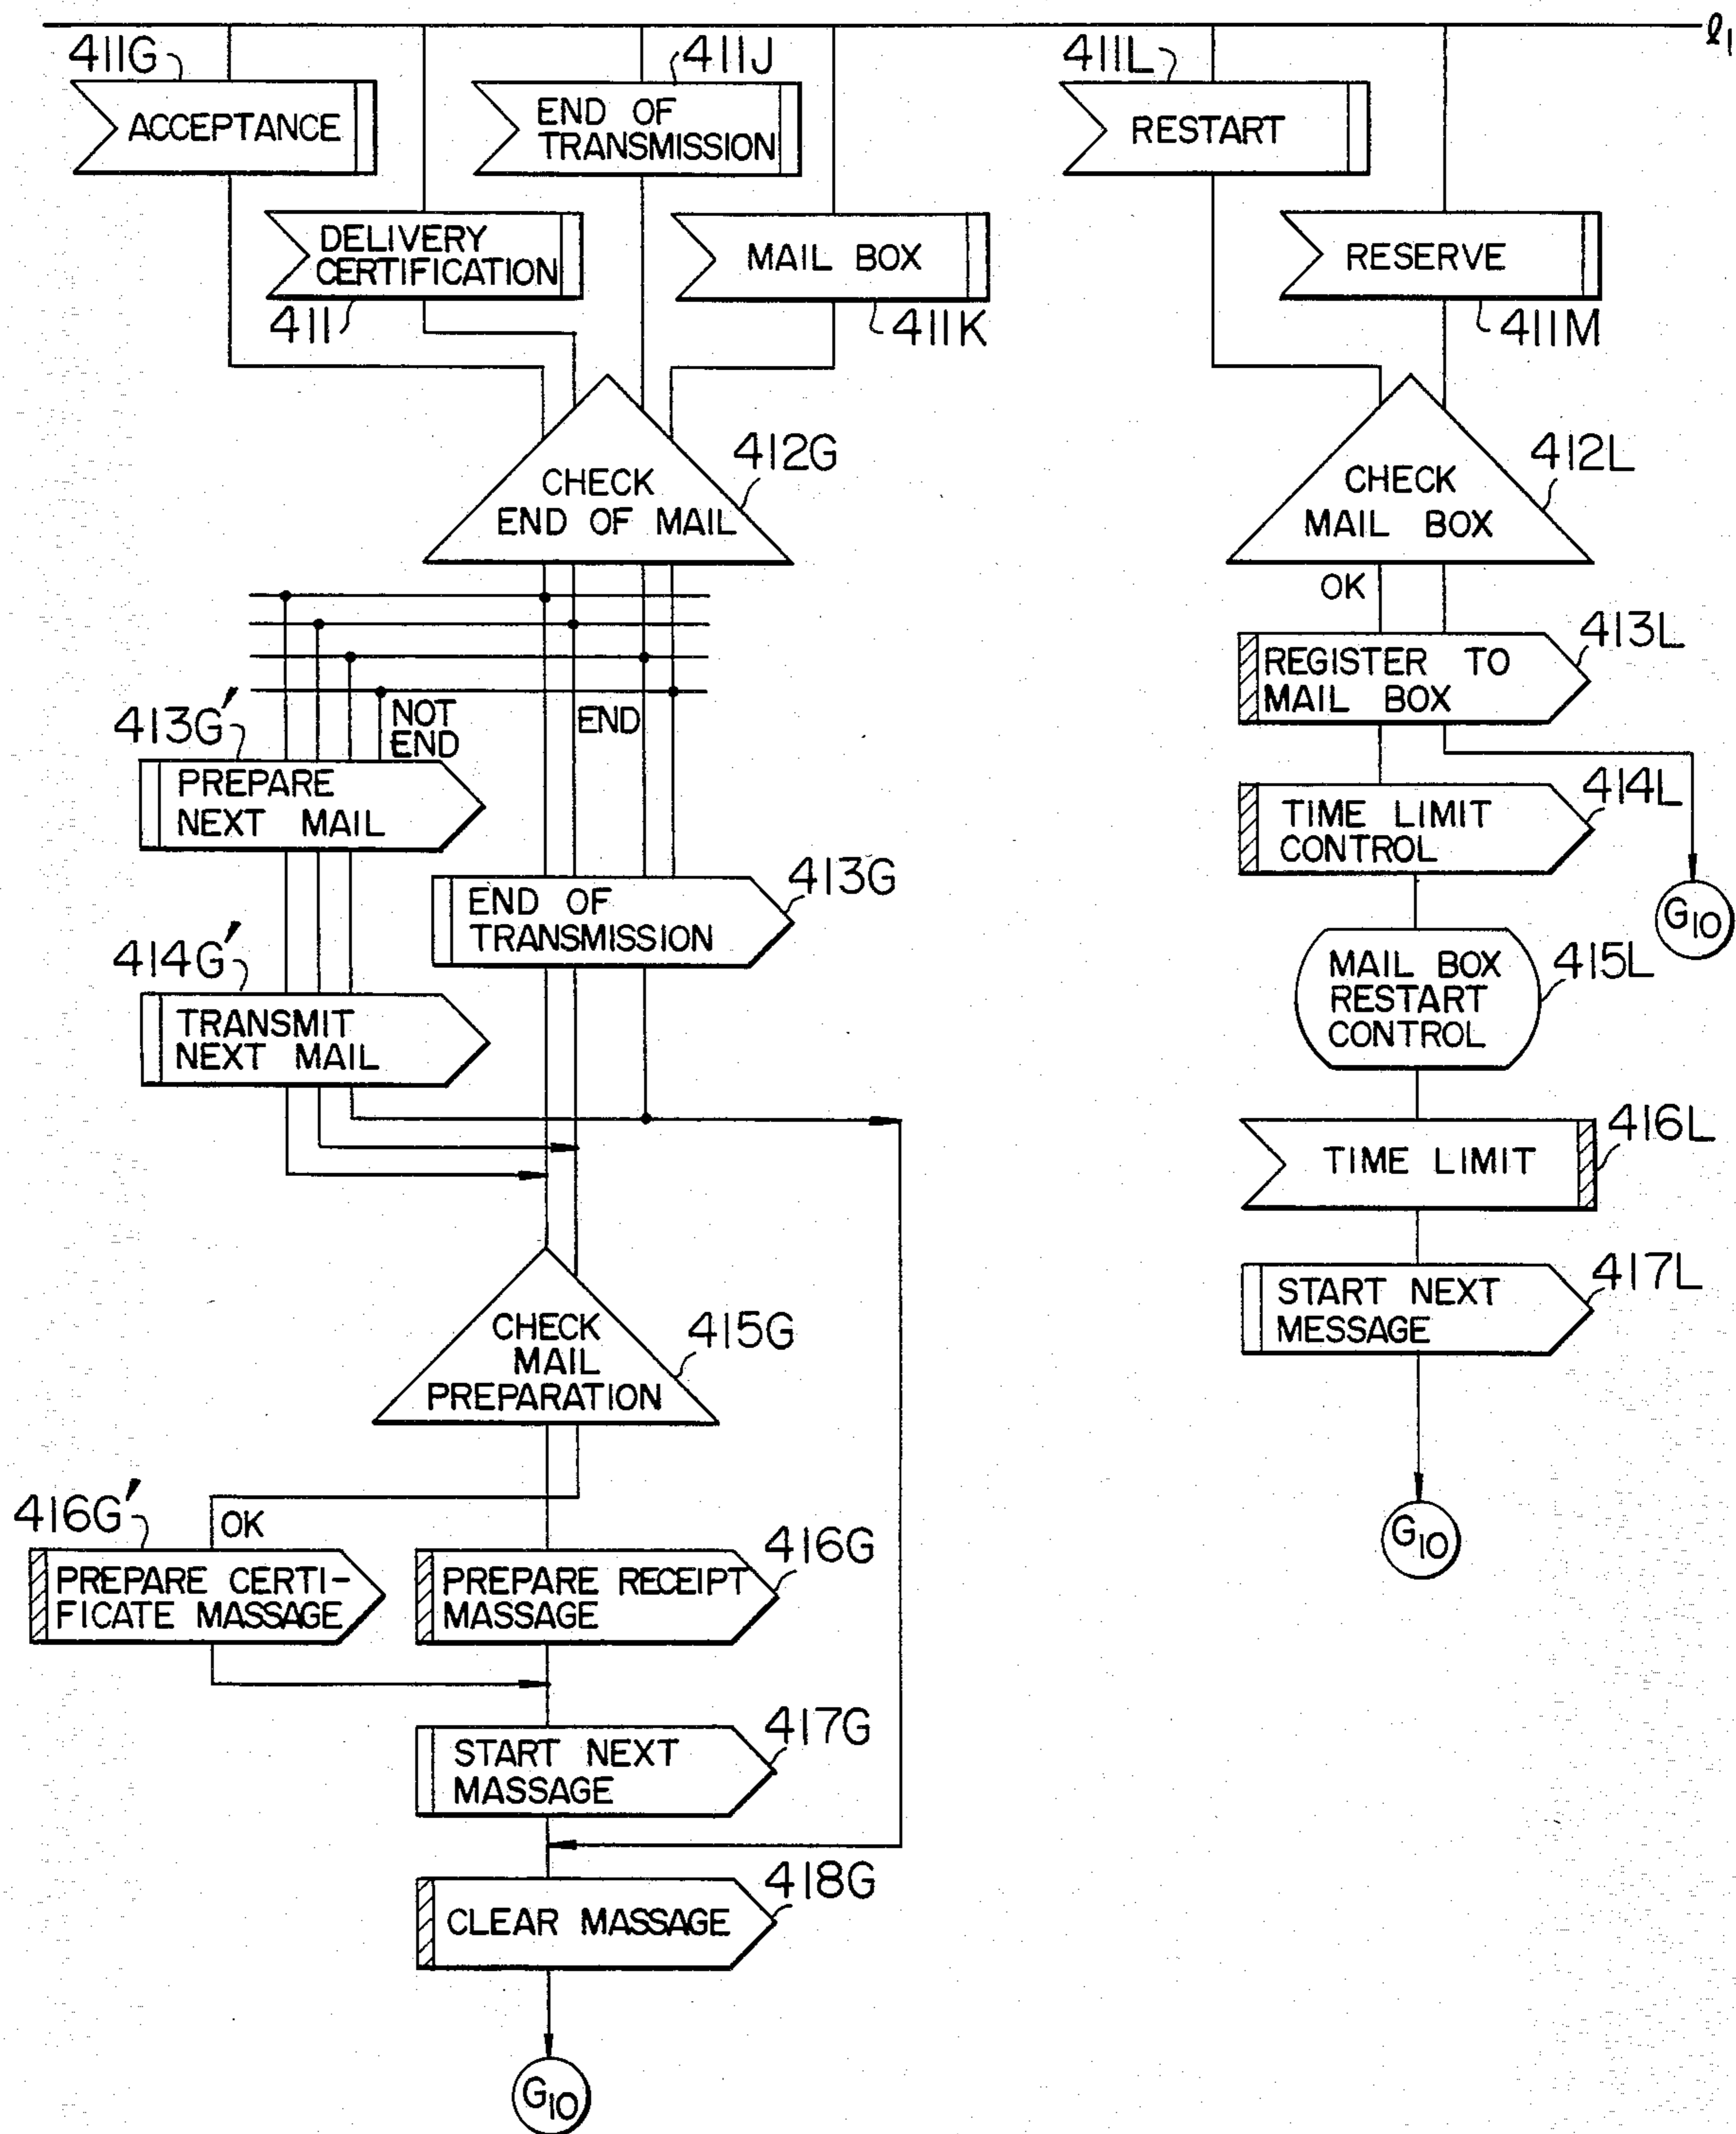 ℓ1
411G
411J
411L
ACCEPTANCE
END OF
TRANSMISSION
RESTART
DELIVERY
CERTIFICATION
MAIL BOX
RESERVE
411
411K
411M
412G
CHECK
END OF MAIL
412L
CHECK
MAIL BOX
OK
413L
REGISTER TO
MAIL BOX
413G'
NOT
END
END
PREPARE
NEXT MAIL
414L
TIME LIMIT
CONTROL
413G
END OF
TRANSMISSION
G10
414G'
TRANSMIT
NEXT MAIL
MAIL BOX
RESTART
CONTROL
415L
416L
TIME LIMIT
415G
CHECK
MAIL
PREPARATION
417L
START NEXT
MESSAGE
416G'
OK
PREPARE CERTI-
FICATE MASSAGE
416G
PREPARE RECEIPT
MASSAGE
G10
417G
START NEXT
MASSAGE
418G
CLEAR MASSAGE
G10